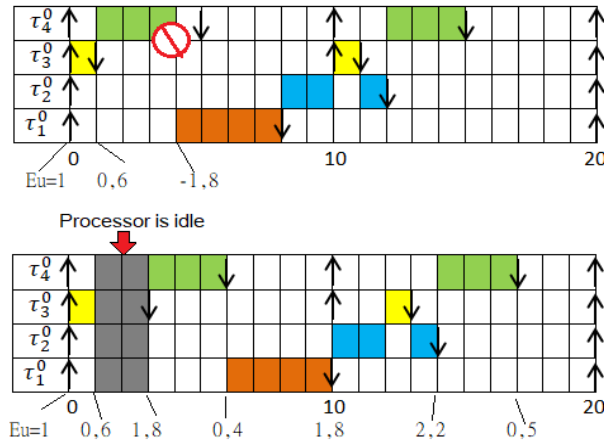 τ₄⁰
τ₃⁰
τ₂⁰
τ₁⁰
0 10 20
Eu=1 0,6 -1,8
Processor is idle
τ₄⁰
τ₃⁰
τ₂⁰
τ₁⁰
0 10 20
Eu=1 0,6 1,8 0,4 1,8 2,2 0,5